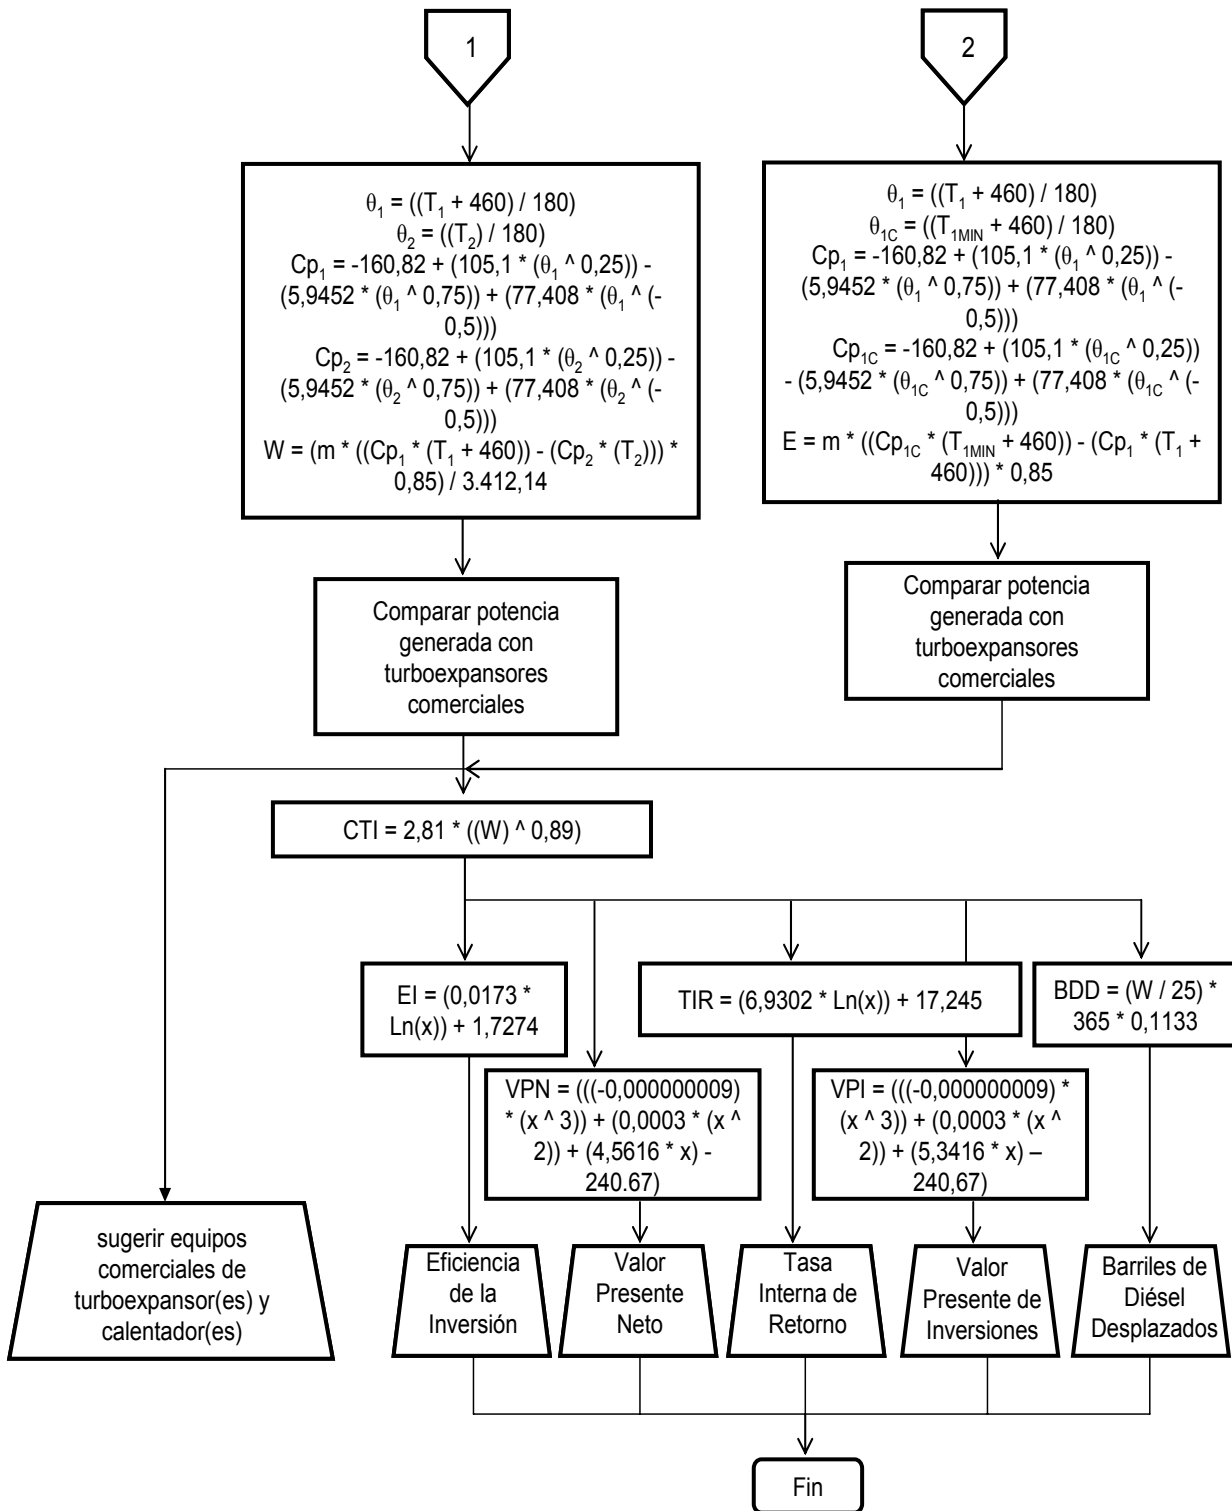 1
2
θ₁ = ((T₁ + 460) / 180)
θ₂ = ((T₂) / 180)
Cp₁ = -160,82 + (105,1 * (θ₁ ^ 0,25)) -
(5,9452 * (θ₁ ^ 0,75)) + (77,408 * (θ₁ ^ (-
0,5)))
Cp₂ = -160,82 + (105,1 * (θ₂ ^ 0,25)) -
(5,9452 * (θ₂ ^ 0,75)) + (77,408 * (θ₂ ^ (-
0,5)))
W = (m * ((Cp₁ * (T₁ + 460)) - (Cp₂ * (T₂))) *
0,85) / 3.412,14
θ₁ = ((T₁ + 460) / 180)
θ1C = ((T1MIN + 460) / 180)
Cp₁ = -160,82 + (105,1 * (θ₁ ^ 0,25)) -
(5,9452 * (θ₁ ^ 0,75)) + (77,408 * (θ₁ ^ (-
0,5)))
Cp1C = -160,82 + (105,1 * (θ1C ^ 0,25))
- (5,9452 * (θ1C ^ 0,75)) + (77,408 * (θ1C ^ (-
0,5)))
E = m * ((Cp1C * (T1MIN + 460)) - (Cp₁ * (T₁ +
460))) * 0,85
Comparar potencia
generada con
turboexpansores
comerciales
Comparar potencia
generada con
turboexpansores
comerciales
CTI = 2,81 * ((W) ^ 0,89)
EI = (0,0173 *
Ln(x)) + 1,7274
TIR = (6,9302 * Ln(x)) + 17,245
BDD = (W / 25) *
365 * 0,1133
VPN = (((-0,000000009)
* (x ^ 3)) + (0,0003 * (x ^
2)) + (4,5616 * x) -
240.67)
VPI = (((-0,000000009) *
(x ^ 3)) + (0,0003 * (x ^
2)) + (5,3416 * x) –
240,67)
sugerir equipos
comerciales de
turboexpansor(es) y
calentador(es)
Eficiencia
de la
Inversión
Valor
Presente
Neto
Tasa
Interna de
Retorno
Valor
Presente de
Inversiones
Barriles de
Diésel
Desplazados
Fin